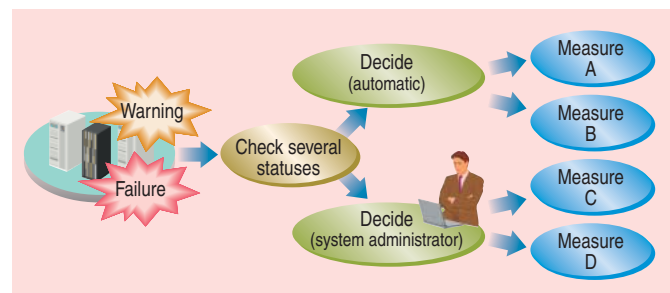 Warning
Failure
Check several
statuses
Decide
(automatic)
Decide
(system administrator)
Measure
A
Measure
B
Measure
C
Measure
D